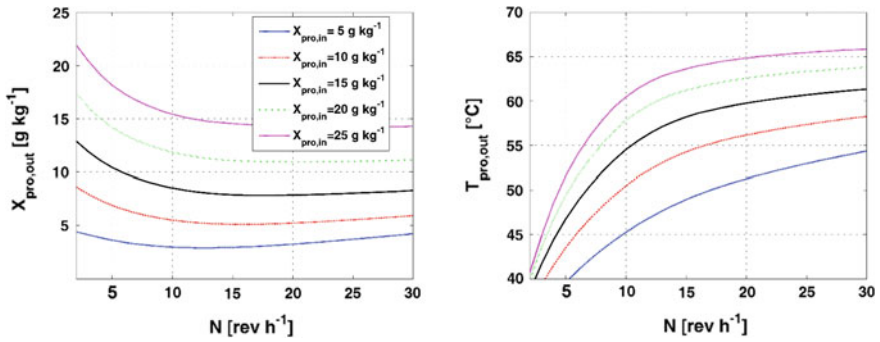 X_pro,out [g kg⁻¹]
25
20
15
10
5
5
10
15
20
25
30
N [rev h⁻¹]
X_pro,in= 5 g kg⁻¹
X_pro,in=10 g kg⁻¹
X_pro,in=15 g kg⁻¹
X_pro,in=20 g kg⁻¹
X_pro,in=25 g kg⁻¹
T_pro,out [°C]
70
65
60
55
50
45
40
5
10
15
20
25
30
N [rev h⁻¹]